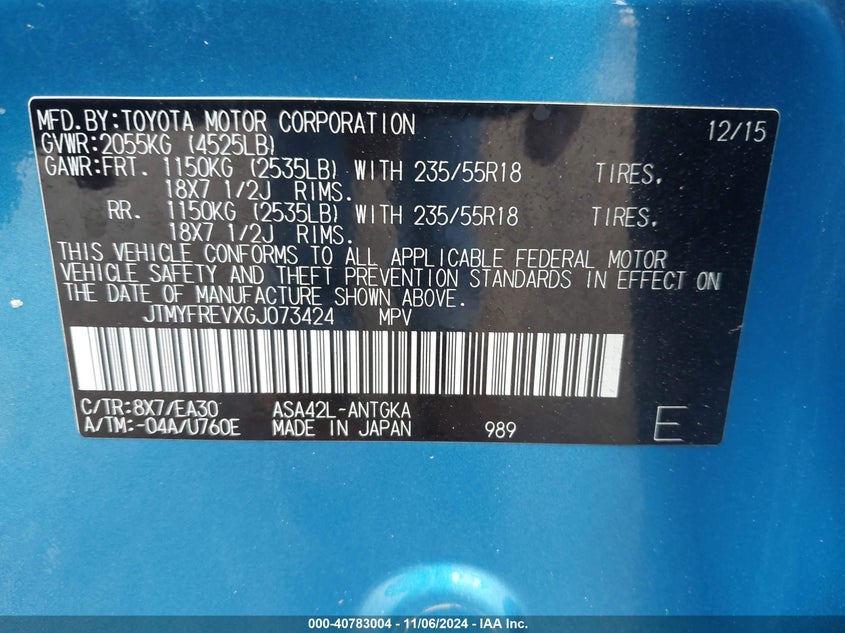 MFD.BY:TOYOTA MOTOR CORPORATION 12/15
GVWR:2055KG (4525LB)
GAWR:FRT. 1150KG (2535LB) WITH 235/55R18 TIRES,
18X7 1/2J RIMS.
RR. 1150KG (2535LB) WITH 235/55R18 TIRES,
18X7 1/2J RIMS.
THIS VEHICLE CONFORMS TO ALL APPLICABLE FEDERAL MOTOR
VEHICLE SAFETY AND THEFT PREVENTION STANDARDS IN EFFECT ON
THE DATE OF MANUFACTURE SHOWN ABOVE.
JTMYFREVXGJ073424 MPV
C/TR:8X7/EA30 ASA42L-ANTGKA
A/TM:-04A/U760E MADE IN JAPAN 989 E
000-40783004 - 11/06/2024 - IAA Inc.